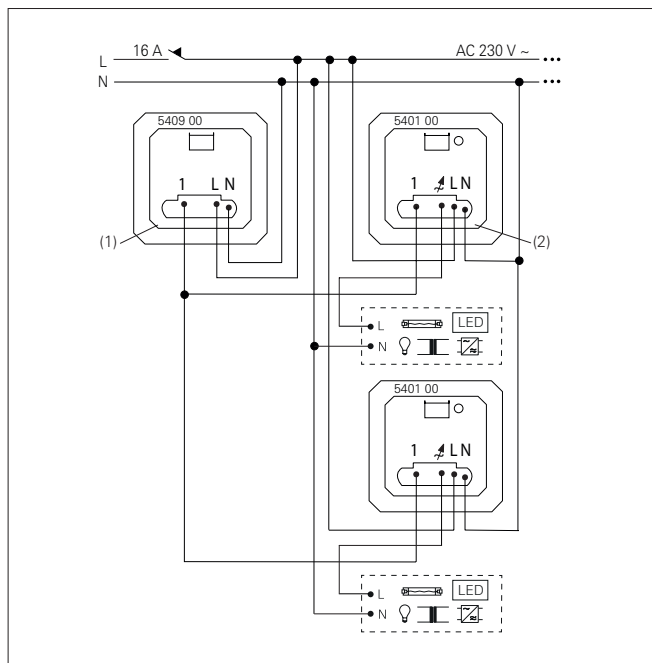 L 16 A AC 230 V ~ •••
N •••
5409 00
5401 00
1 L N
1 L N
(1)
(2)
L LED
N
5401 00
1 L N
L LED
N